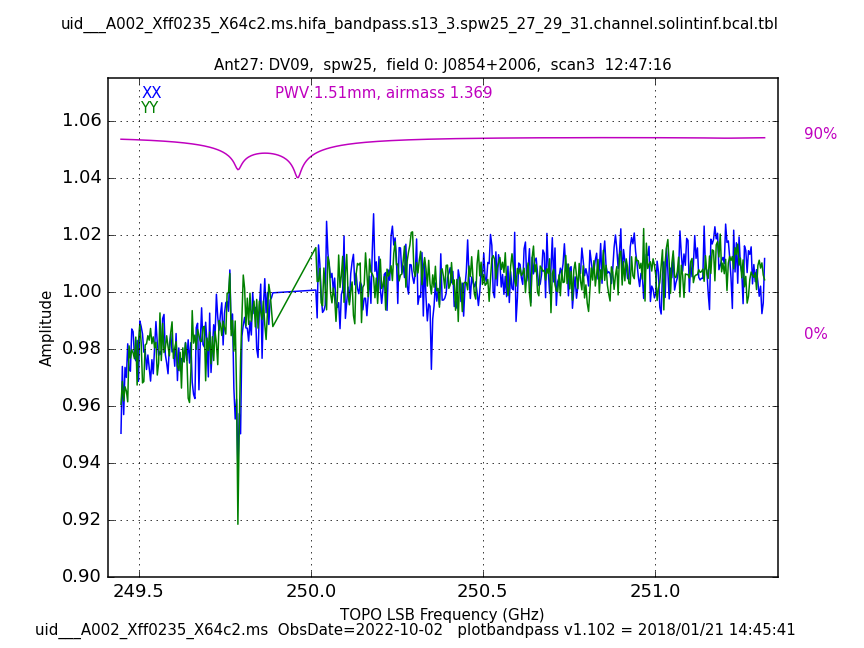 uid___A002_Xff0235_X64c2.ms.hifa_bandpass.s13_3.spw25_27_29_31.channel.solintinf.bcal.tbl
Ant27: DV09, spw25, field 0: J0854+2006, scan3 12:47:16
XX
YY
PWV 1.51mm, airmass 1.369
90%
0%
1.06
1.04
1.02
1.00
0.98
0.96
0.94
0.92
0.90
Amplitude
249.5 250.0 250.5 251.0
TOPO LSB Frequency (GHz)
uid___A002_Xff0235_X64c2.ms ObsDate=2022-10-02 plotbandpass v1.102 = 2018/01/21 14:45:41